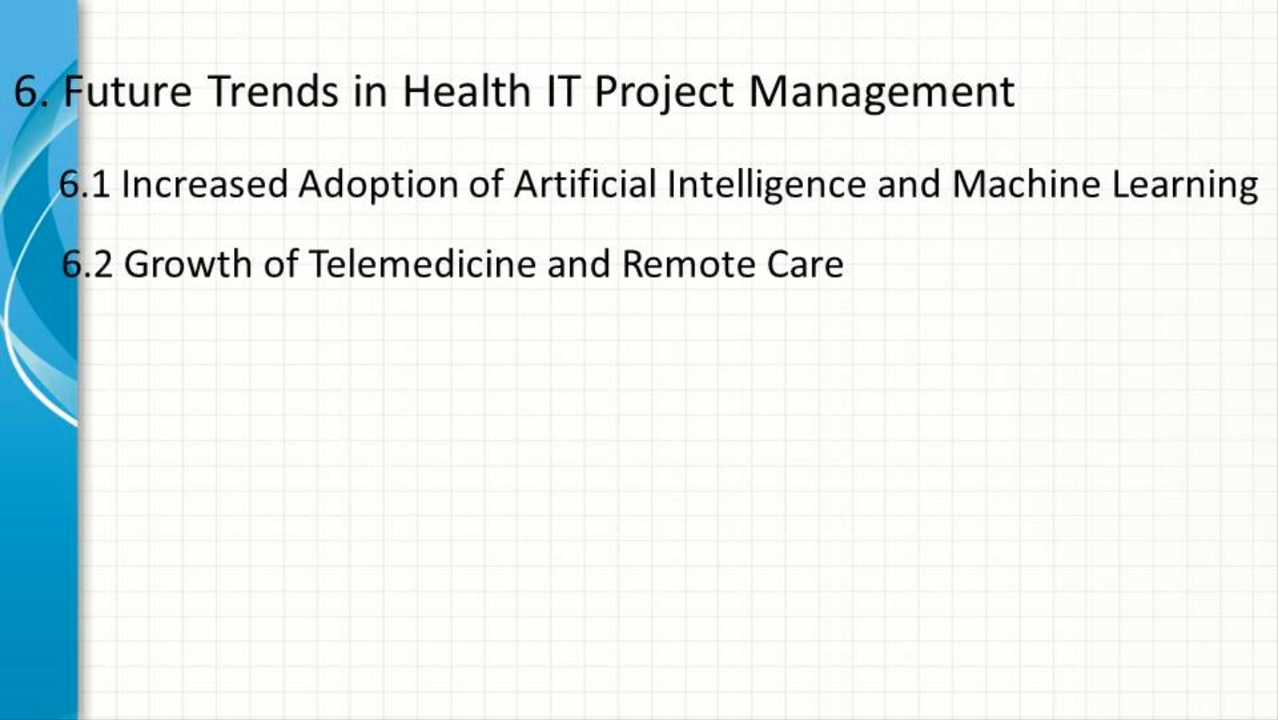 6. Future Trends in Health IT Project Management
6.1 Increased Adoption of Artificial Intelligence and Machine Learning
6.2 Growth of Telemedicine and Remote Care